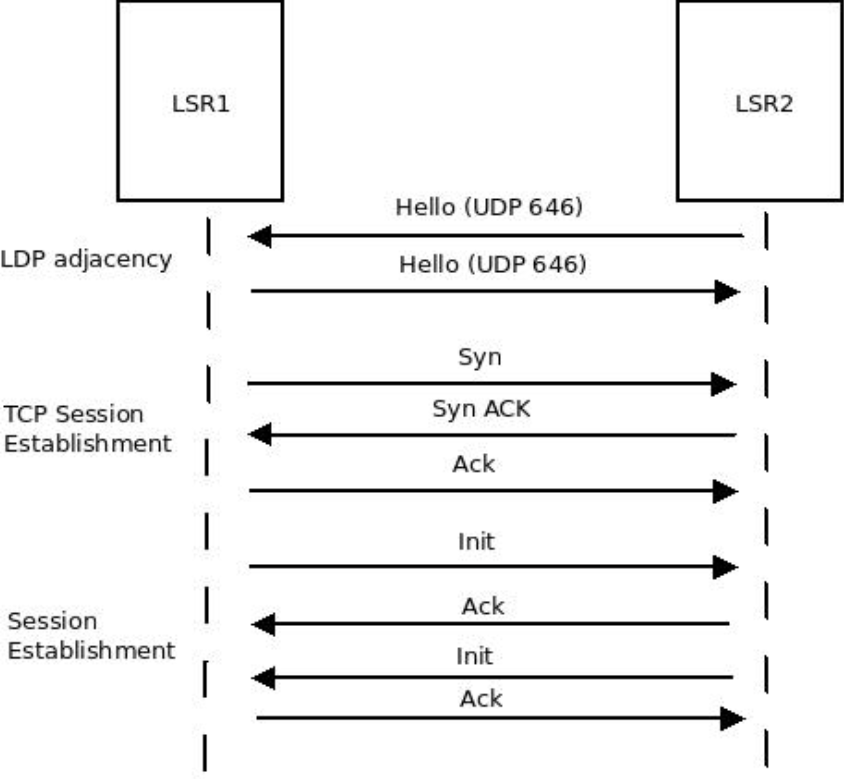 LSR1
LSR2
Hello (UDP 646)
LDP adjacency
Hello (UDP 646)
Syn
TCP Session
Establishment
Syn ACK
Ack
Init
Session
Establishment
Ack
Init
Ack